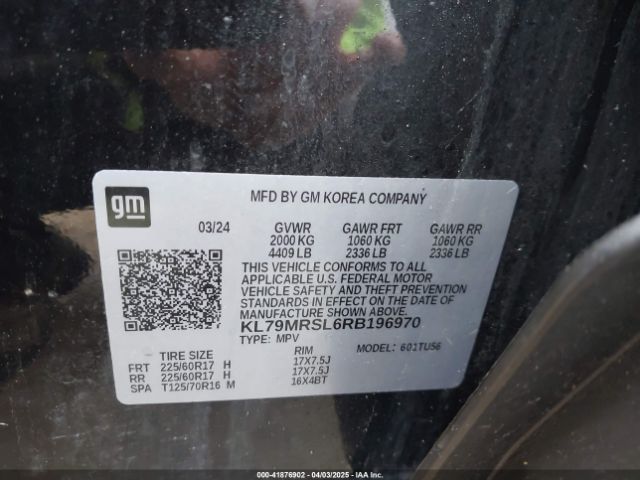 gm
MFD BY GM KOREA COMPANY
03/24 GVWR GAWR FRT GAWR RR
2000 KG 1060 KG 1060 KG
4409 LB 2336 LB 2336 LB
THIS VEHICLE CONFORMS TO ALL
APPLICABLE U.S. FEDERAL MOTOR
VEHICLE SAFETY AND THEFT PREVENTION
STANDARDS IN EFFECT ON THE DATE OF
MANUFACTURE SHOWN ABOVE.
KL79MRSL6RB196970
TYPE: MPV MODEL: 601TU56
TIRE SIZE RIM
FRT 225/60R17 H 17X7.5J
RR 225/60R17 H 17X7.5J
SPA T125/70R16 M 16X4BT
IAA-41876902 - 04/03/2025 - IAAI.COM